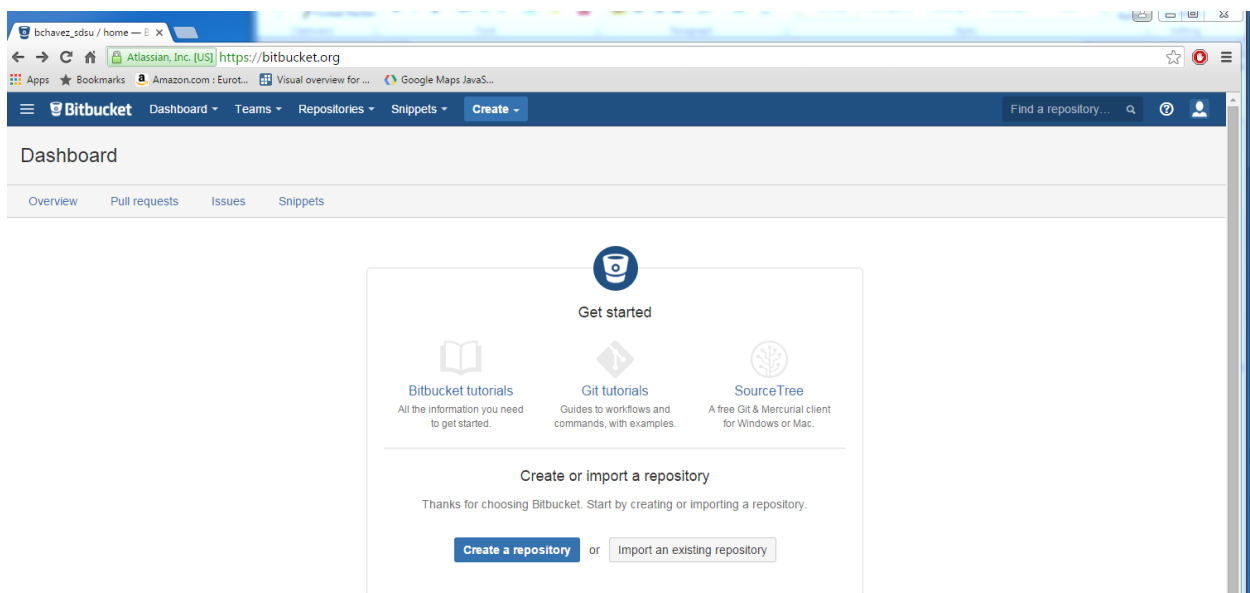 bchavez_sdsu / home — B
Atlassian, Inc. [US] https://bitbucket.org
Apps Bookmarks Amazon.com : Eurot... Visual overview for ... Google Maps JavaS...
Bitbucket Dashboard Teams Repositories Snippets Create Find a repository...
Dashboard
Overview Pull requests Issues Snippets
Get started
Bitbucket tutorials Git tutorials SourceTree
All the information you need Guides to workflows and A free Git & Mercurial client
to get started. commands, with examples. for Windows or Mac.
Create or import a repository
Thanks for choosing Bitbucket. Start by creating or importing a repository.
Create a repository or Import an existing repository